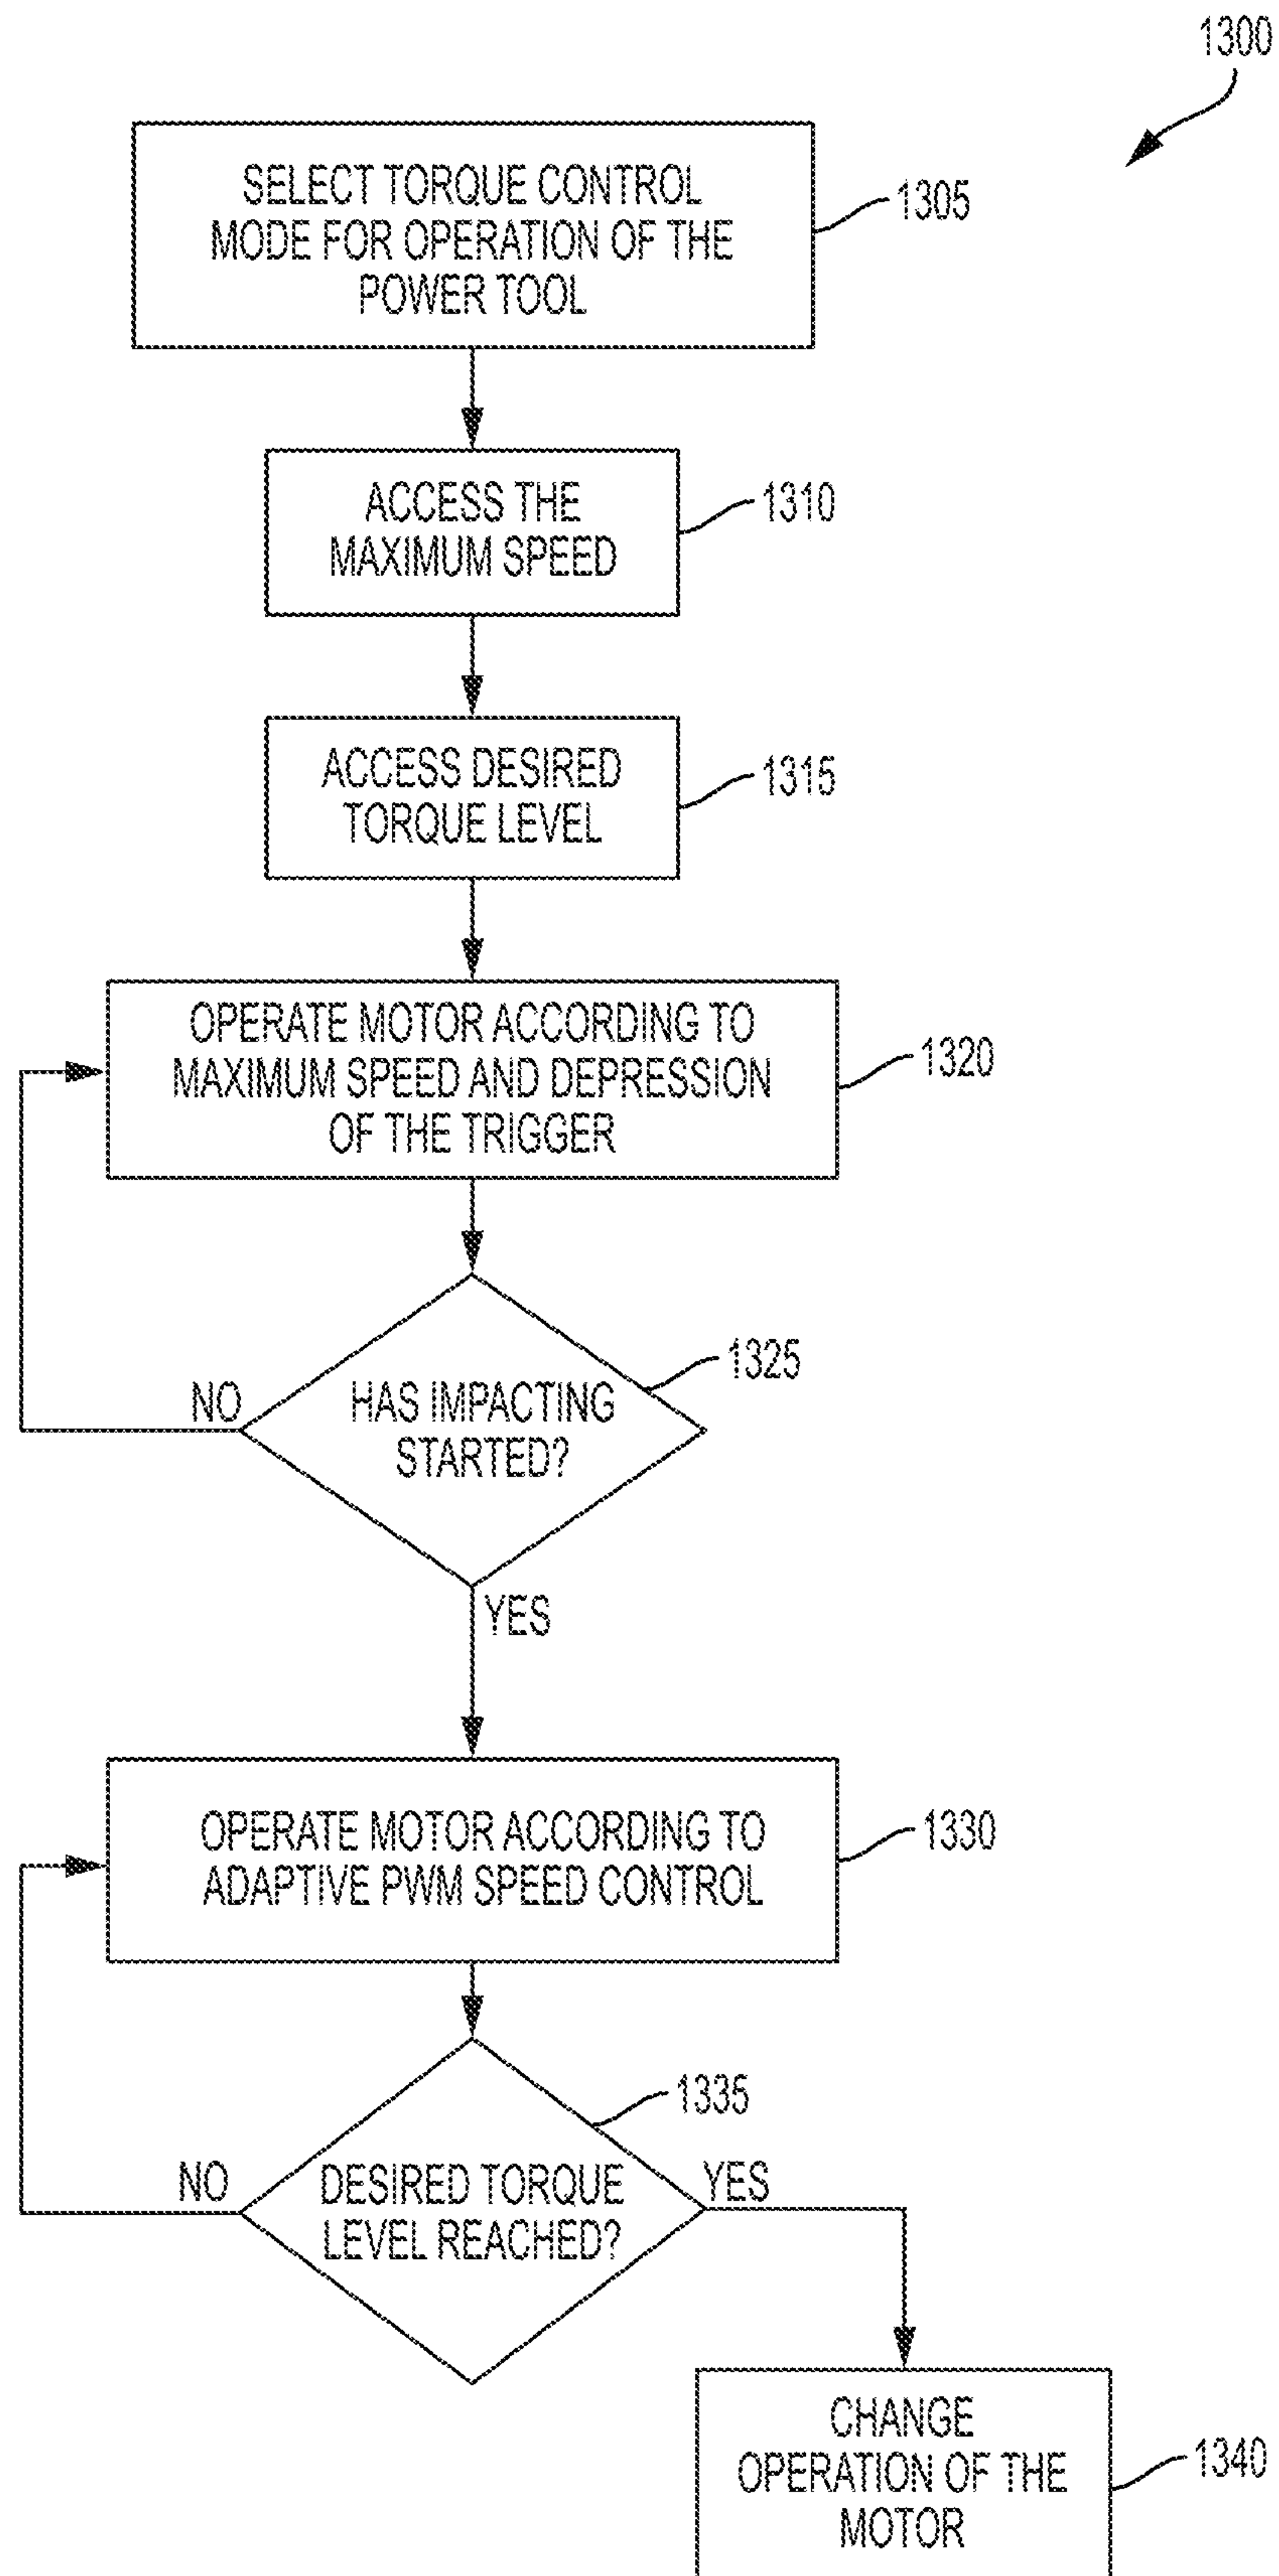 1300
SELECT TORQUE CONTROL
MODE FOR OPERATION OF THE
POWER TOOL
1305
ACCESS THE
MAXIMUM SPEED
1310
ACCESS DESIRED
TORQUE LEVEL
1315
OPERATE MOTOR ACCORDING TO
MAXIMUM SPEED AND DEPRESSION
OF THE TRIGGER
1320
HAS IMPACTING
STARTED?
1325
NO
YES
OPERATE MOTOR ACCORDING TO
ADAPTIVE PWM SPEED CONTROL
1330
DESIRED TORQUE
LEVEL REACHED?
1335
NO
YES
CHANGE
OPERATION OF THE
MOTOR
1340